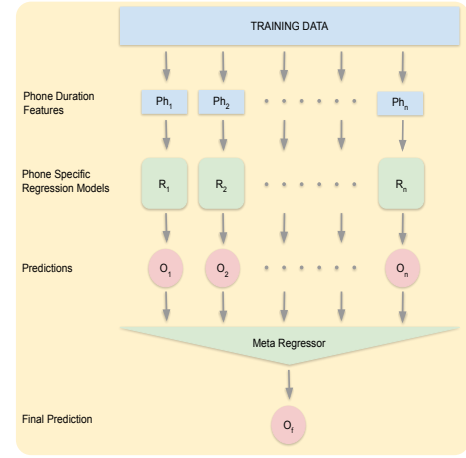 TRAINING DATA
Phone Duration
Features
Ph1 Ph2 Phn
Phone Specific
Regression Models
R1 R2 Rn
Predictions
O1 O2 On
Meta Regressor
Final Prediction
Of